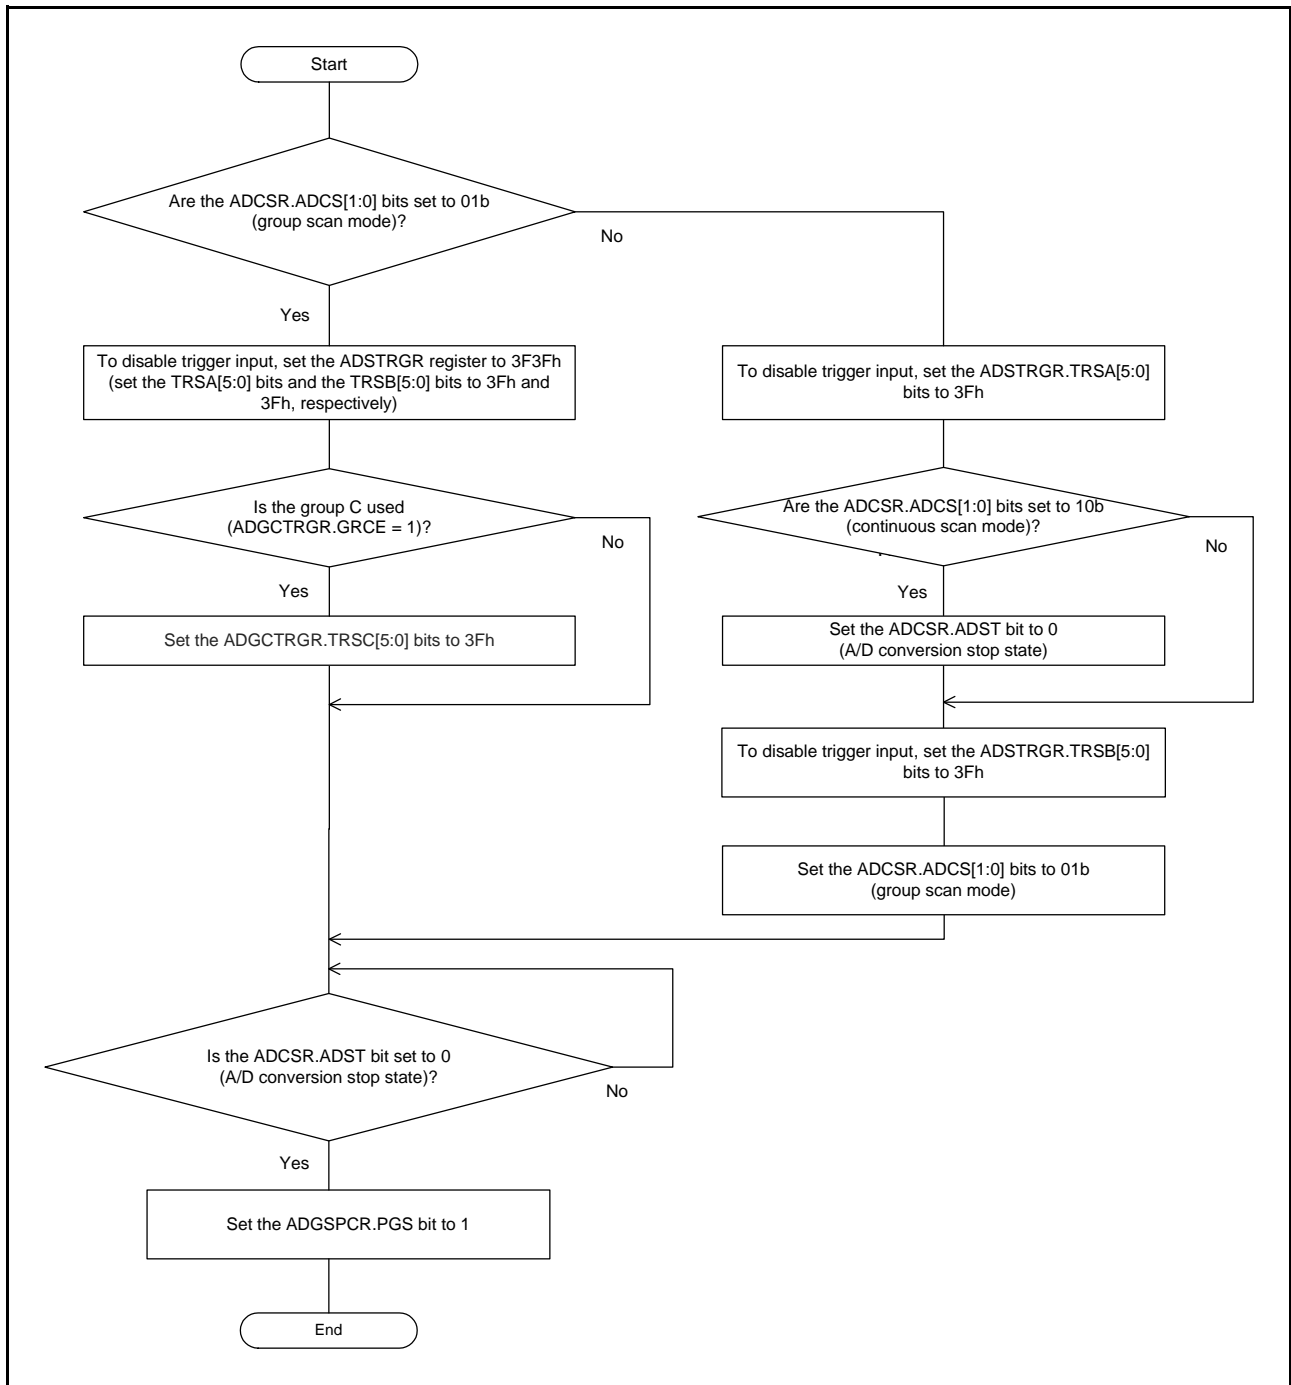 Start
Are the ADCSR.ADCS[1:0] bits set to 01b
(group scan mode)?
No
Yes
To disable trigger input, set the ADSTRGR register to 3F3Fh
(set the TRSA[5:0] bits and the TRSB[5:0] bits to 3Fh and
3Fh, respectively)
To disable trigger input, set the ADSTRGR.TRSA[5:0]
bits to 3Fh
Is the group C used
(ADGCTRGR.GRCE = 1)?
No
Yes
Set the ADGCTRGR.TRSC[5:0] bits to 3Fh
Are the ADCSR.ADCS[1:0] bits set to 10b
(continuous scan mode)?
No
Yes
Set the ADCSR.ADST bit to 0
(A/D conversion stop state)
To disable trigger input, set the ADSTRGR.TRSB[5:0]
bits to 3Fh
Set the ADCSR.ADCS[1:0] bits to 01b
(group scan mode)
Is the ADCSR.ADST bit set to 0
(A/D conversion stop state)?
No
Yes
Set the ADGSPCR.PGS bit to 1
End